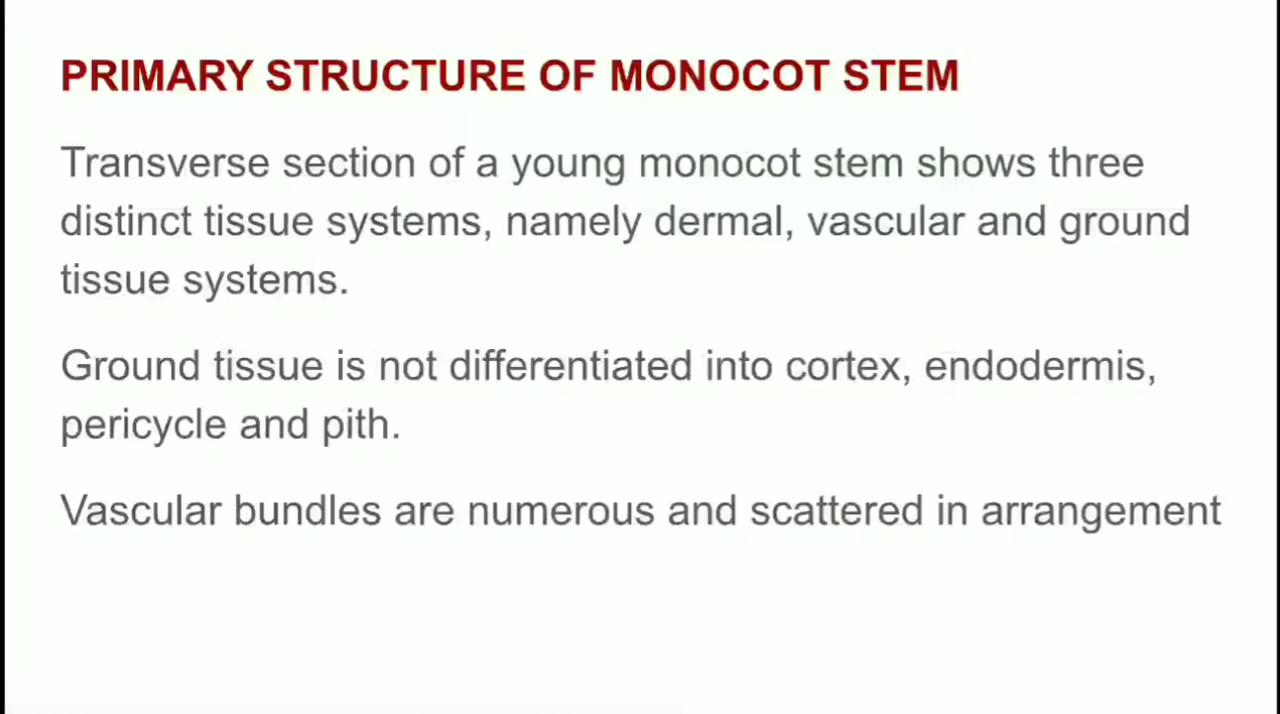 PRIMARY STRUCTURE OF MONOCOT STEM
Transverse section of a young monocot stem shows three
distinct tissue systems, namely dermal, vascular and ground
tissue systems.
Ground tissue is not differentiated into cortex, endodermis,
pericycle and pith.
Vascular bundles are numerous and scattered in arrangement